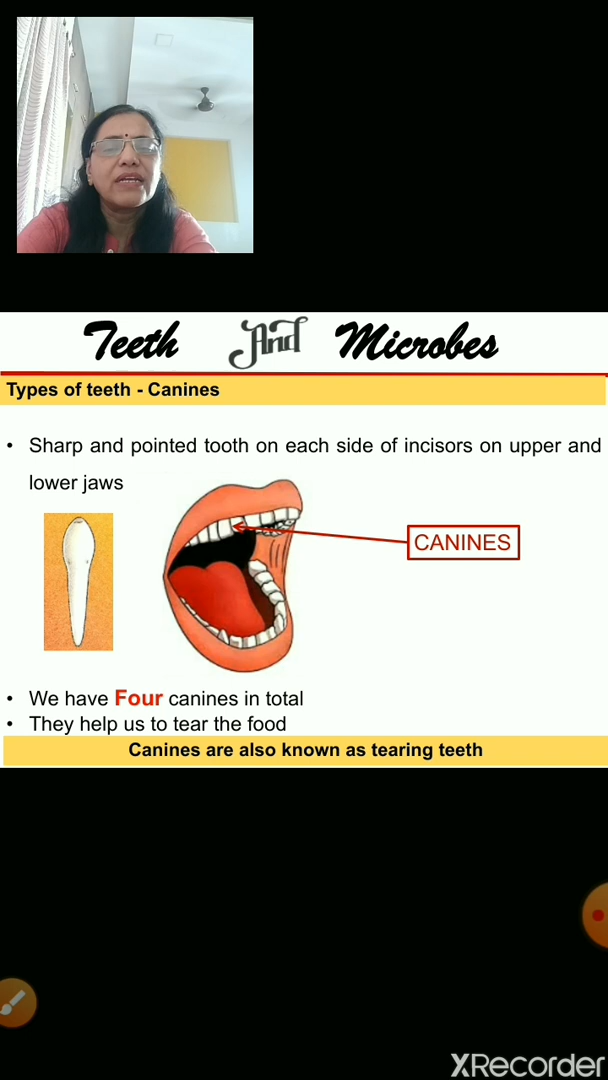 Teeth And Microbes
Types of teeth - Canines
• Sharp and pointed tooth on each side of incisors on upper and
lower jaws
CANINES
• We have Four canines in total
• They help us to tear the food
Canines are also known as tearing teeth
XRecorder